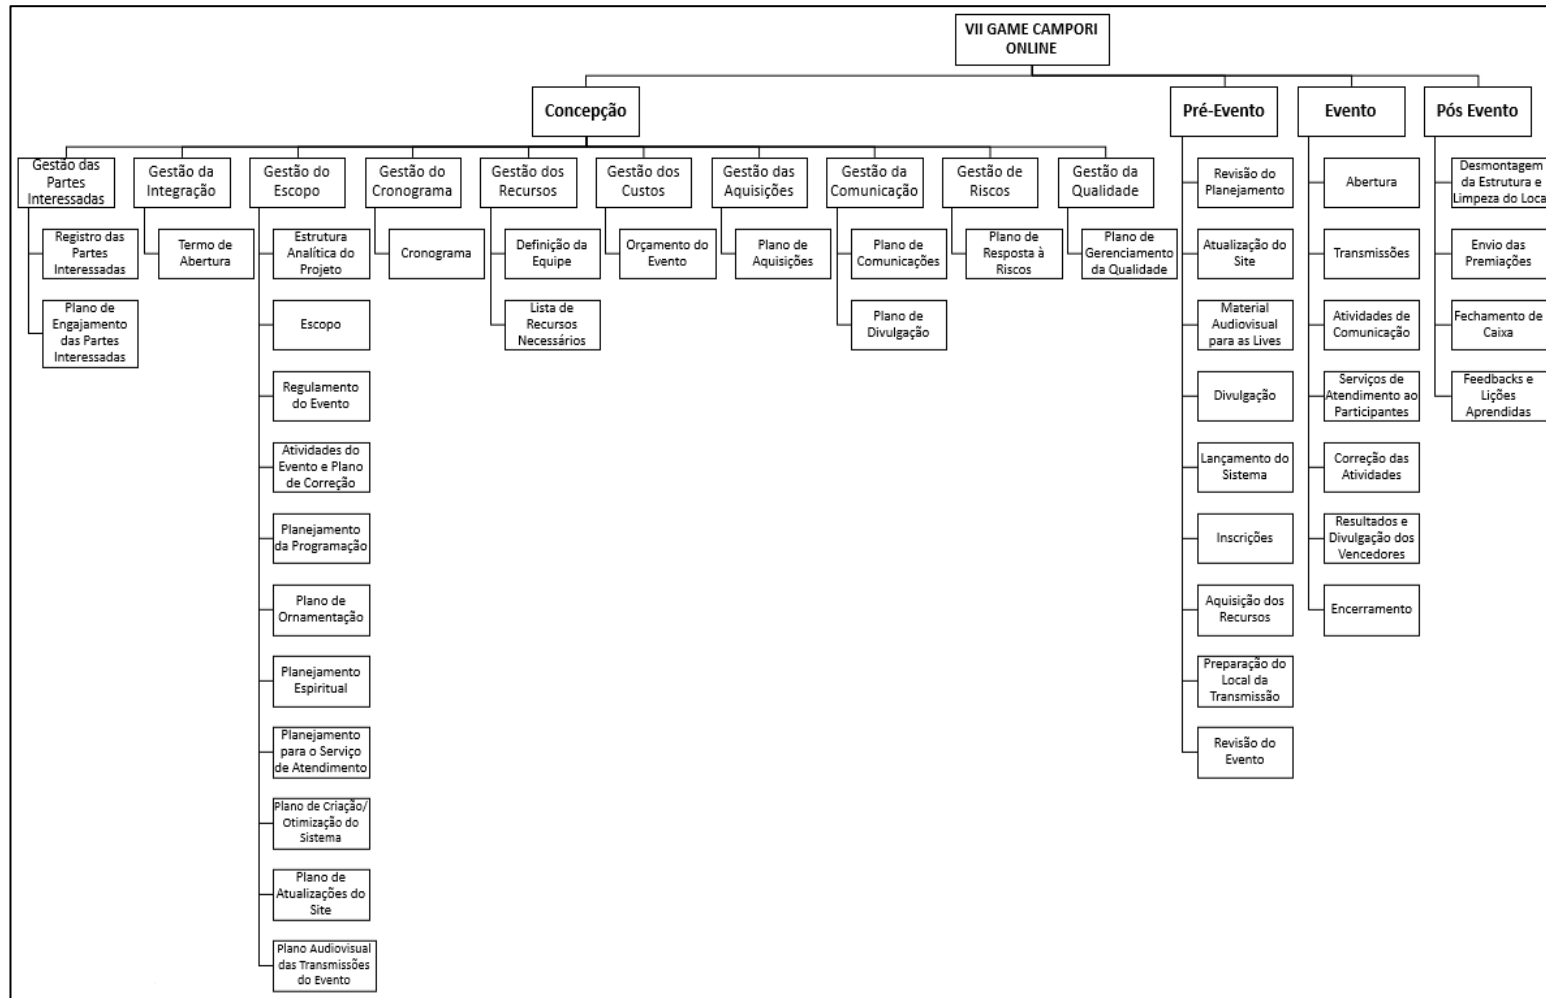 VII GAME CAMPORI
ONLINE
Concepção
Pré-Evento
Evento
Pós Evento
Gestão das
Partes
Interessadas
Gestão da
Integração
Gestão do
Escopo
Gestão do
Cronograma
Gestão dos
Recursos
Gestão dos
Custos
Gestão das
Aquisições
Gestão da
Comunicação
Gestão
de Riscos
Gestão da
Qualidade
Registro das
Partes
Interessadas
Plano de
Engajamento
das Partes
Interessadas
Termo de
Abertura
Estrutura
Analítica do
Projeto
Escopo
Regulamento
do Evento
Atividades do
Evento e Plano
de Correção
Planejamento
da Programação
Plano de
Ornamentação
Planejamento
Espiritual
Planejamento
para o Serviço
de Atendimento
Plano de Criação/
Otimização do
Sistema
Plano de
Atualizações do
Site
Plano Audiovisual
das Transmissões
do Evento
Cronograma
Definição da
Equipe
Lista de
Recursos
Necessários
Orçamento do
Evento
Plano de
Aquisições
Plano de
Comunicações
Plano de
Divulgação
Plano de
Resposta à
Riscos
Plano de
Gerenciamento
da Qualidade
Revisão do
Planejamento
Atualização do
Site
Material
Audiovisual
para as Lives
Divulgação
Lançamento do
Sistema
Inscrições
Aquisição dos
Recursos
Preparação do
Local da
Transmissão
Revisão do
Evento
Abertura
Transmissões
Atividades de
Comunicação
Serviços de
Atendimento ao
Participantes
Correção das
Atividades
Resultados e
Divulgação dos
Vencedores
Encerramento
Desmontagem
da Estrutura e
Limpeza do Local
Envio das
Premiações
Fechamento de
Caixa
Feedbacks e
Lições
Aprendidas